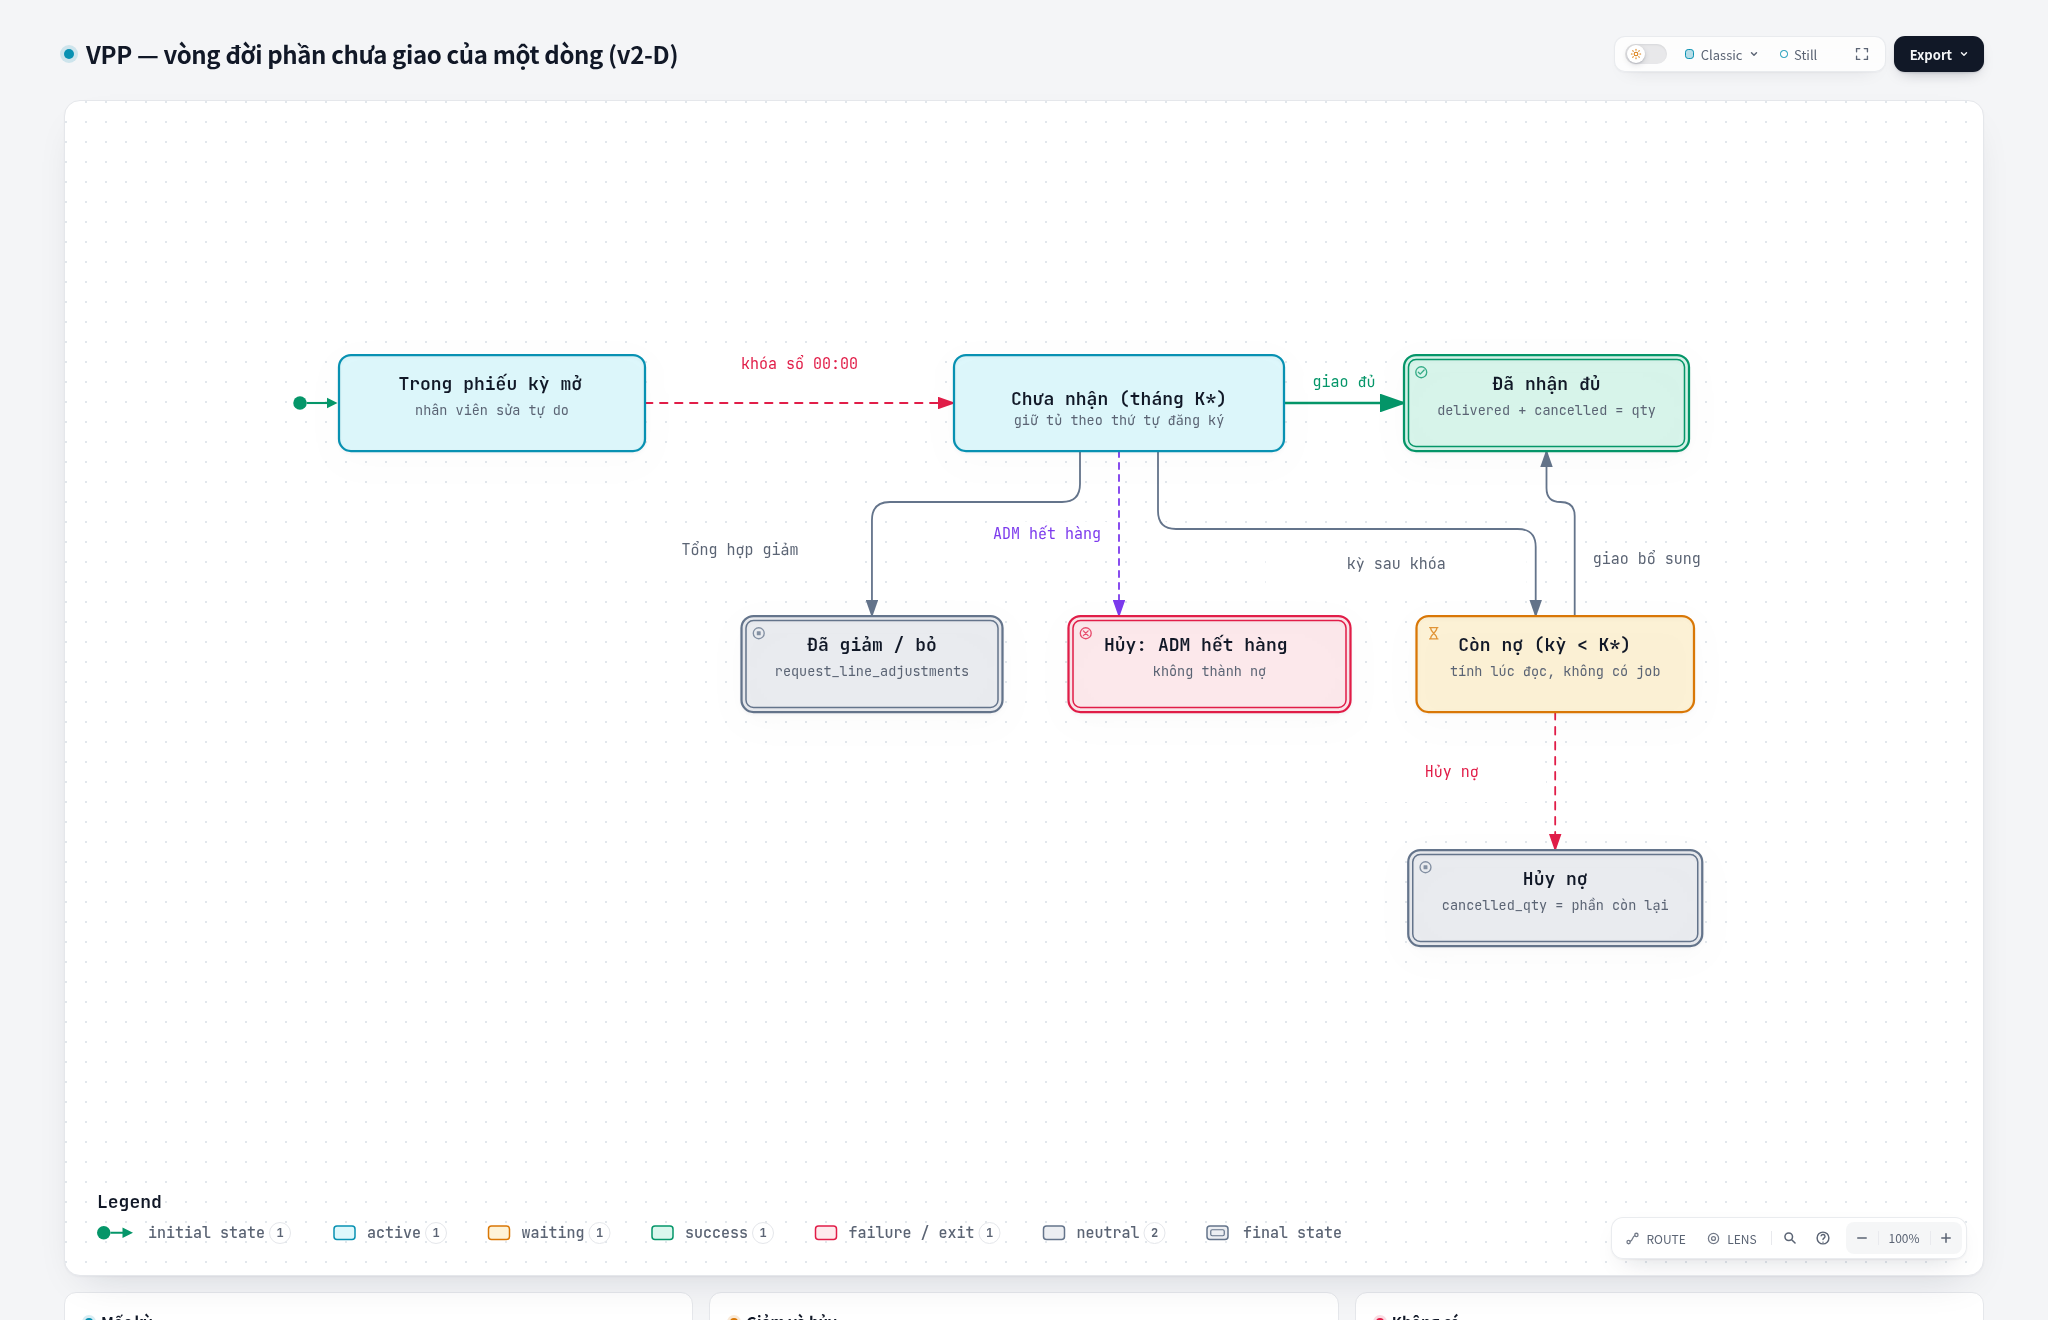 VPP — vòng đời phần chưa giao của một dòng (v2-D)
Classic
Still
Export
khóa sổ 00:00
Trong phiếu kỳ mở
nhân viên sửa tự do
Chưa nhận (tháng K*)
giữ tủ theo thứ tự đăng ký
giao đủ
Đã nhận đủ
delivered + cancelled = qty
Tổng hợp giảm
ADM hết hàng
kỳ sau khóa
giao bổ sung
Đã giảm / bỏ
request_line_adjustments
Hủy: ADM hết hàng
không thành nợ
Còn nợ (kỳ < K*)
tính lúc đọc, không có job
Hủy nợ
Hủy nợ
cancelled_qty = phần còn lại
Legend
initial state 1
active 1
waiting 1
success 1
failure / exit 1
neutral 2
final state
ROUTE
LENS
100%